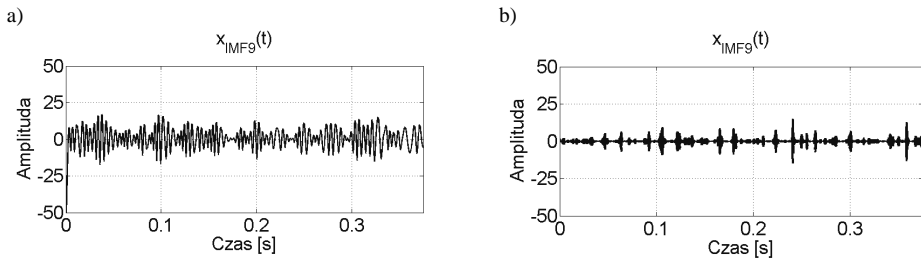 a)
x_IMF9(t)
50
25
0
-25
-50
Amplituda
0
0.1
0.2
0.3
Czas [s]
b)
x_IMF9(t)
50
25
0
-25
-50
Amplituda
0
0.1
0.2
0.3
Czas [s]